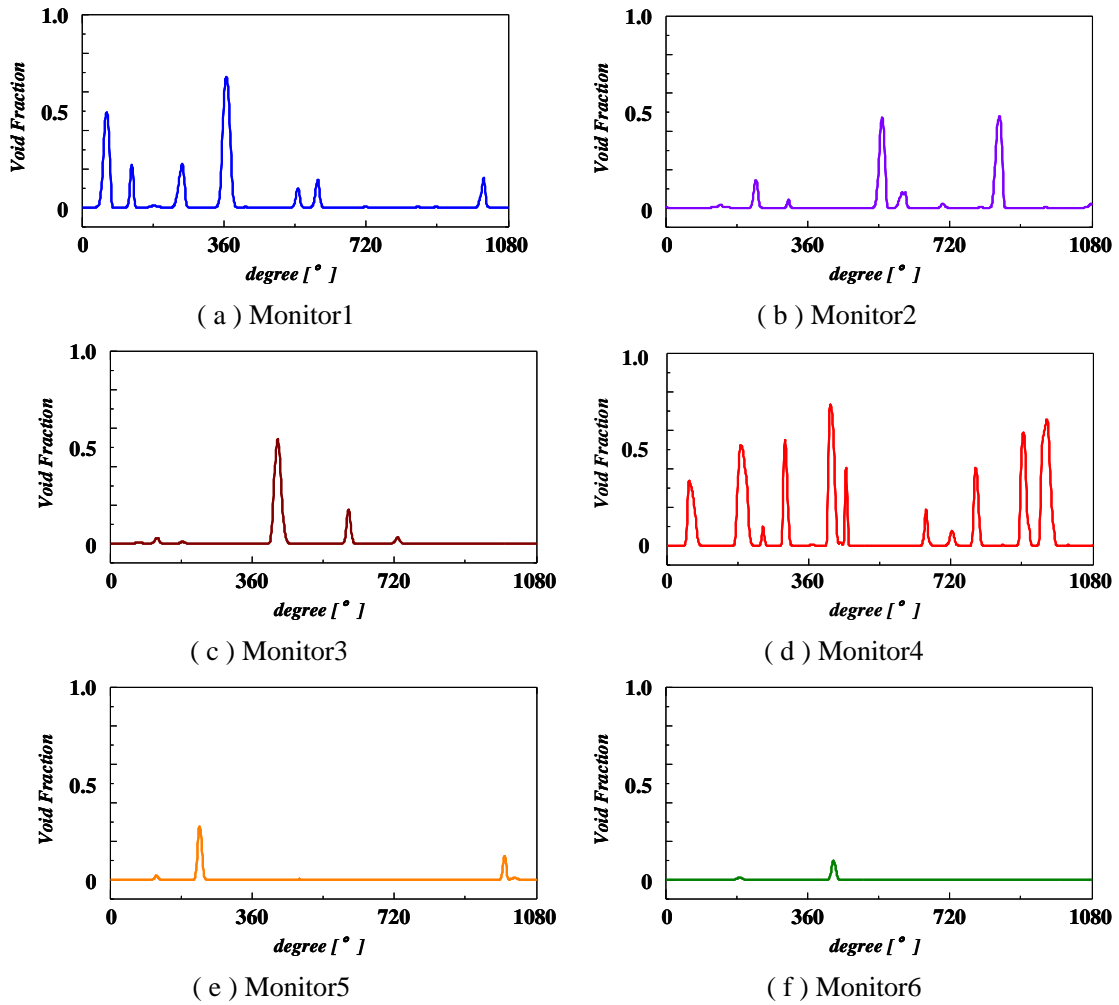 1.0
0.5
0
Void Fraction
0 360 720 1080
degree [ ° ]
( a ) Monitor1
1.0
0.5
0
Void Fraction
0 360 720 1080
degree [ ° ]
( b ) Monitor2
1.0
0.5
0
Void Fraction
0 360 720 1080
degree [ ° ]
( c ) Monitor3
1.0
0.5
0
Void Fraction
0 360 720 1080
degree [ ° ]
( d ) Monitor4
1.0
0.5
0
Void Fraction
0 360 720 1080
degree [ ° ]
( e ) Monitor5
1.0
0.5
0
Void Fraction
0 360 720 1080
degree [ ° ]
( f ) Monitor6